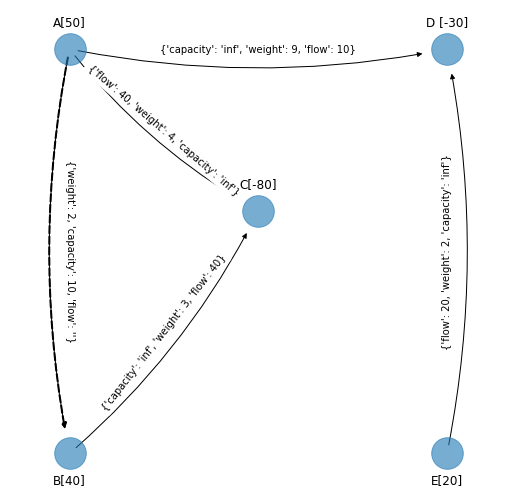 A[50]
D [-30]
{'capacity': 'inf', 'weight': 9, 'flow': 10}
{'flow': 40, 'weight': 4, 'capacity': 'inf'}
C[-80]
{'weight': 2, 'capacity': 10, 'flow': ''}
{'capacity': 'inf', 'weight': 3, 'flow': 40}
{'flow': 20, 'weight': 2, 'capacity': 'inf'}
B[40]
E[20]